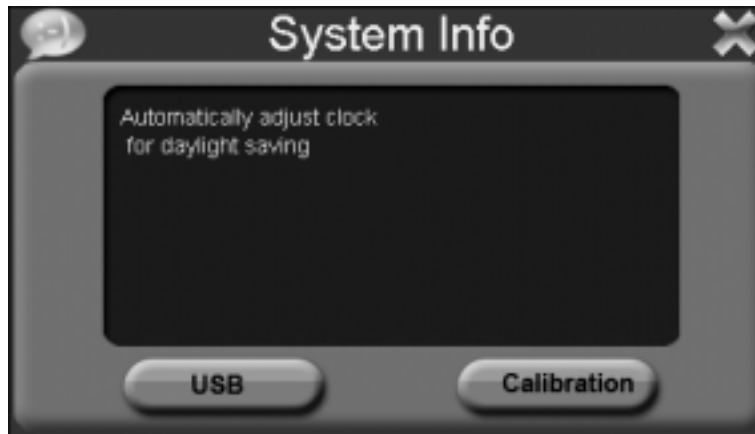 System Info
Automatically adjust clock
for daylight saving
USB
Calibration